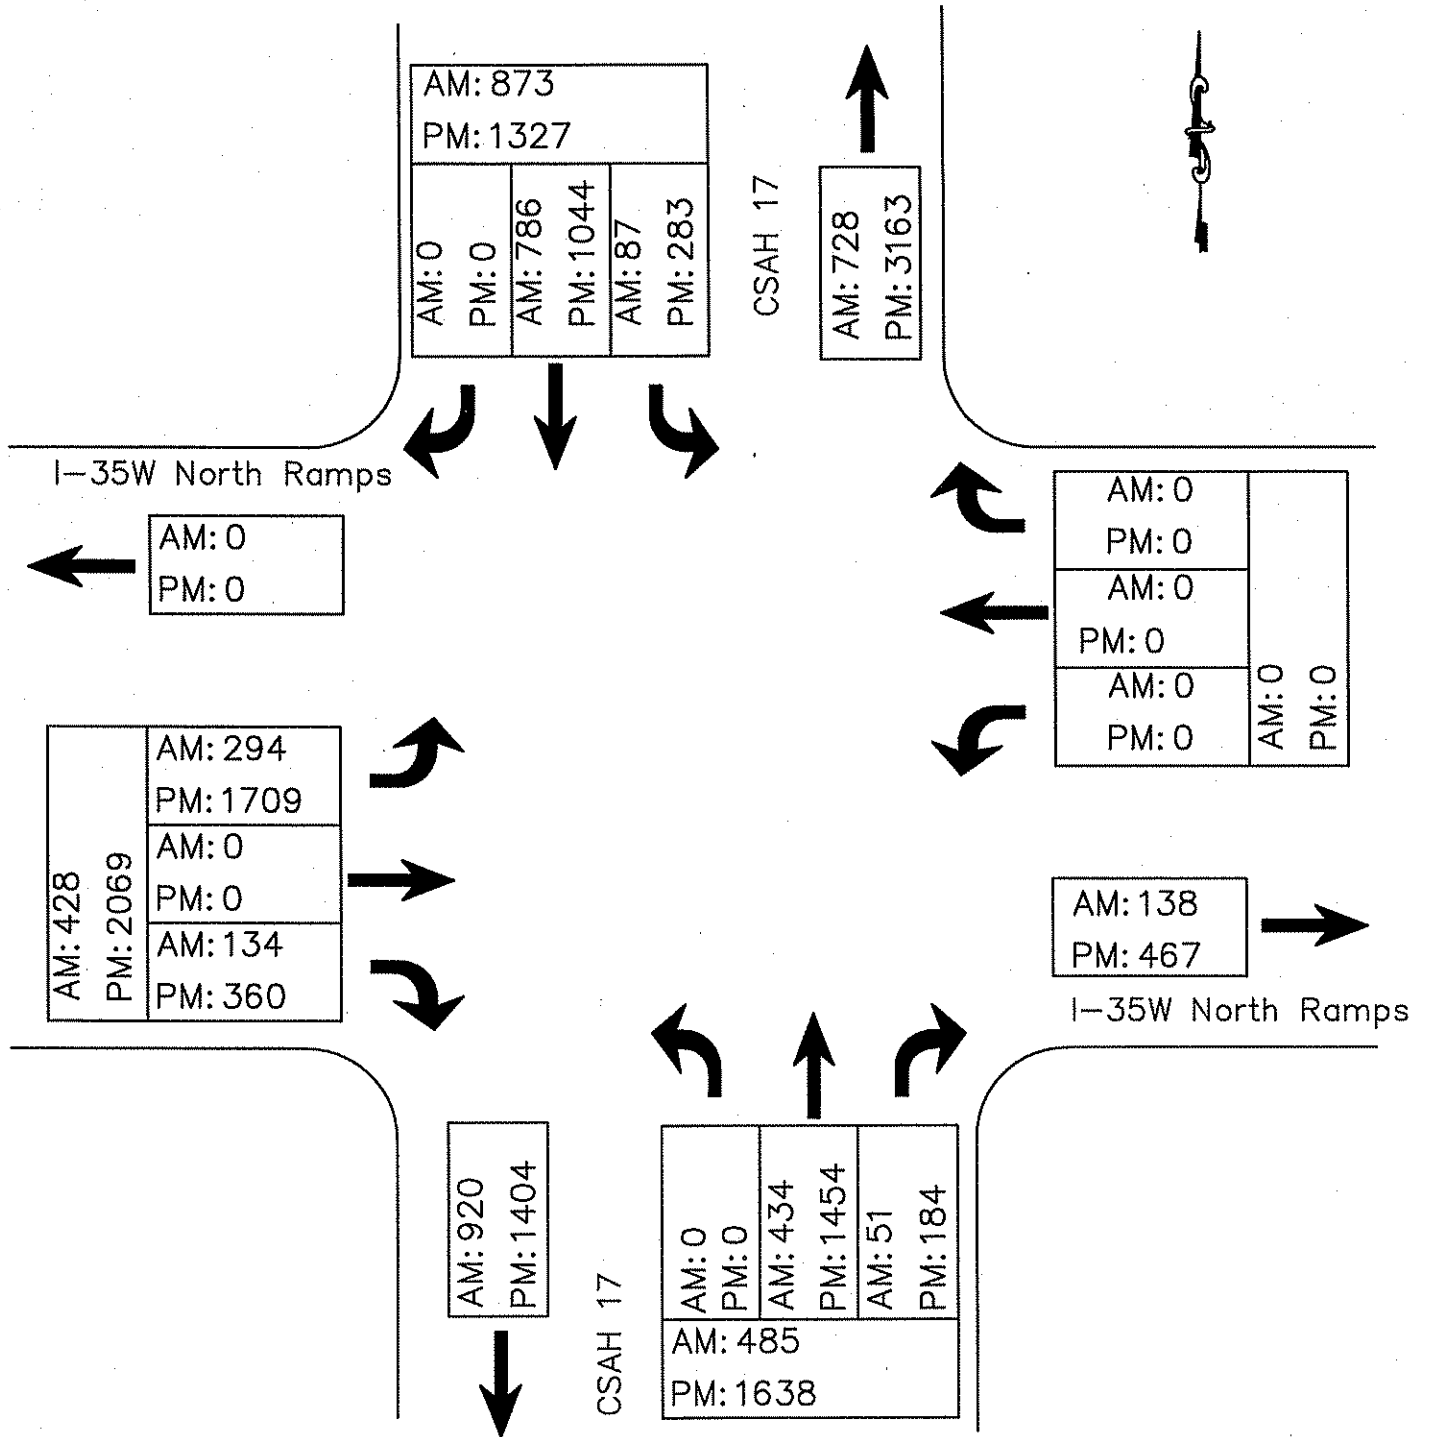 AM: 873
PM: 1327
AM: 0
PM: 0
AM: 786
PM: 1044
AM: 87
PM: 283
CSAH 17
AM: 728
PM: 3163
I-35W North Ramps
AM: 0
PM: 0
AM: 0
PM: 0
AM: 0
PM: 0
AM: 0
PM: 0
AM: 0
PM: 0
AM: 428
PM: 2069
AM: 294
PM: 1709
AM: 0
PM: 0
AM: 134
PM: 360
AM: 138
PM: 467
I-35W North Ramps
AM: 920
PM: 1404
CSAH 17
AM: 0
PM: 0
AM: 434
PM: 1454
AM: 51
PM: 184
AM: 485
PM: 1638